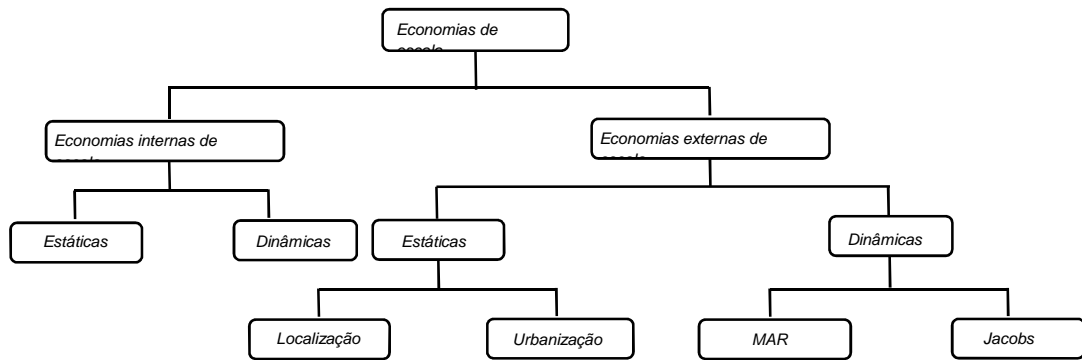 Economias de
Economias internas de
Economias externas de
Estáticas
Dinâmicas
Estáticas
Dinâmicas
Localização
Urbanização
MAR
Jacobs